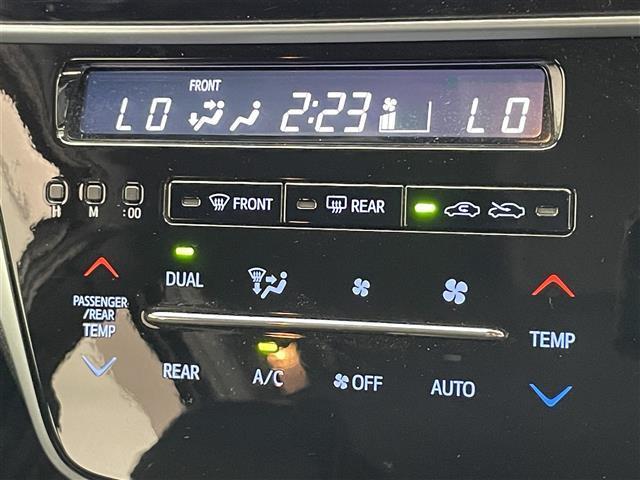 FRONT
LO 2:23 LO
FRONT REAR
H M :00
DUAL
PASSENGER
/REAR
TEMP
TEMP
REAR A/C OFF AUTO